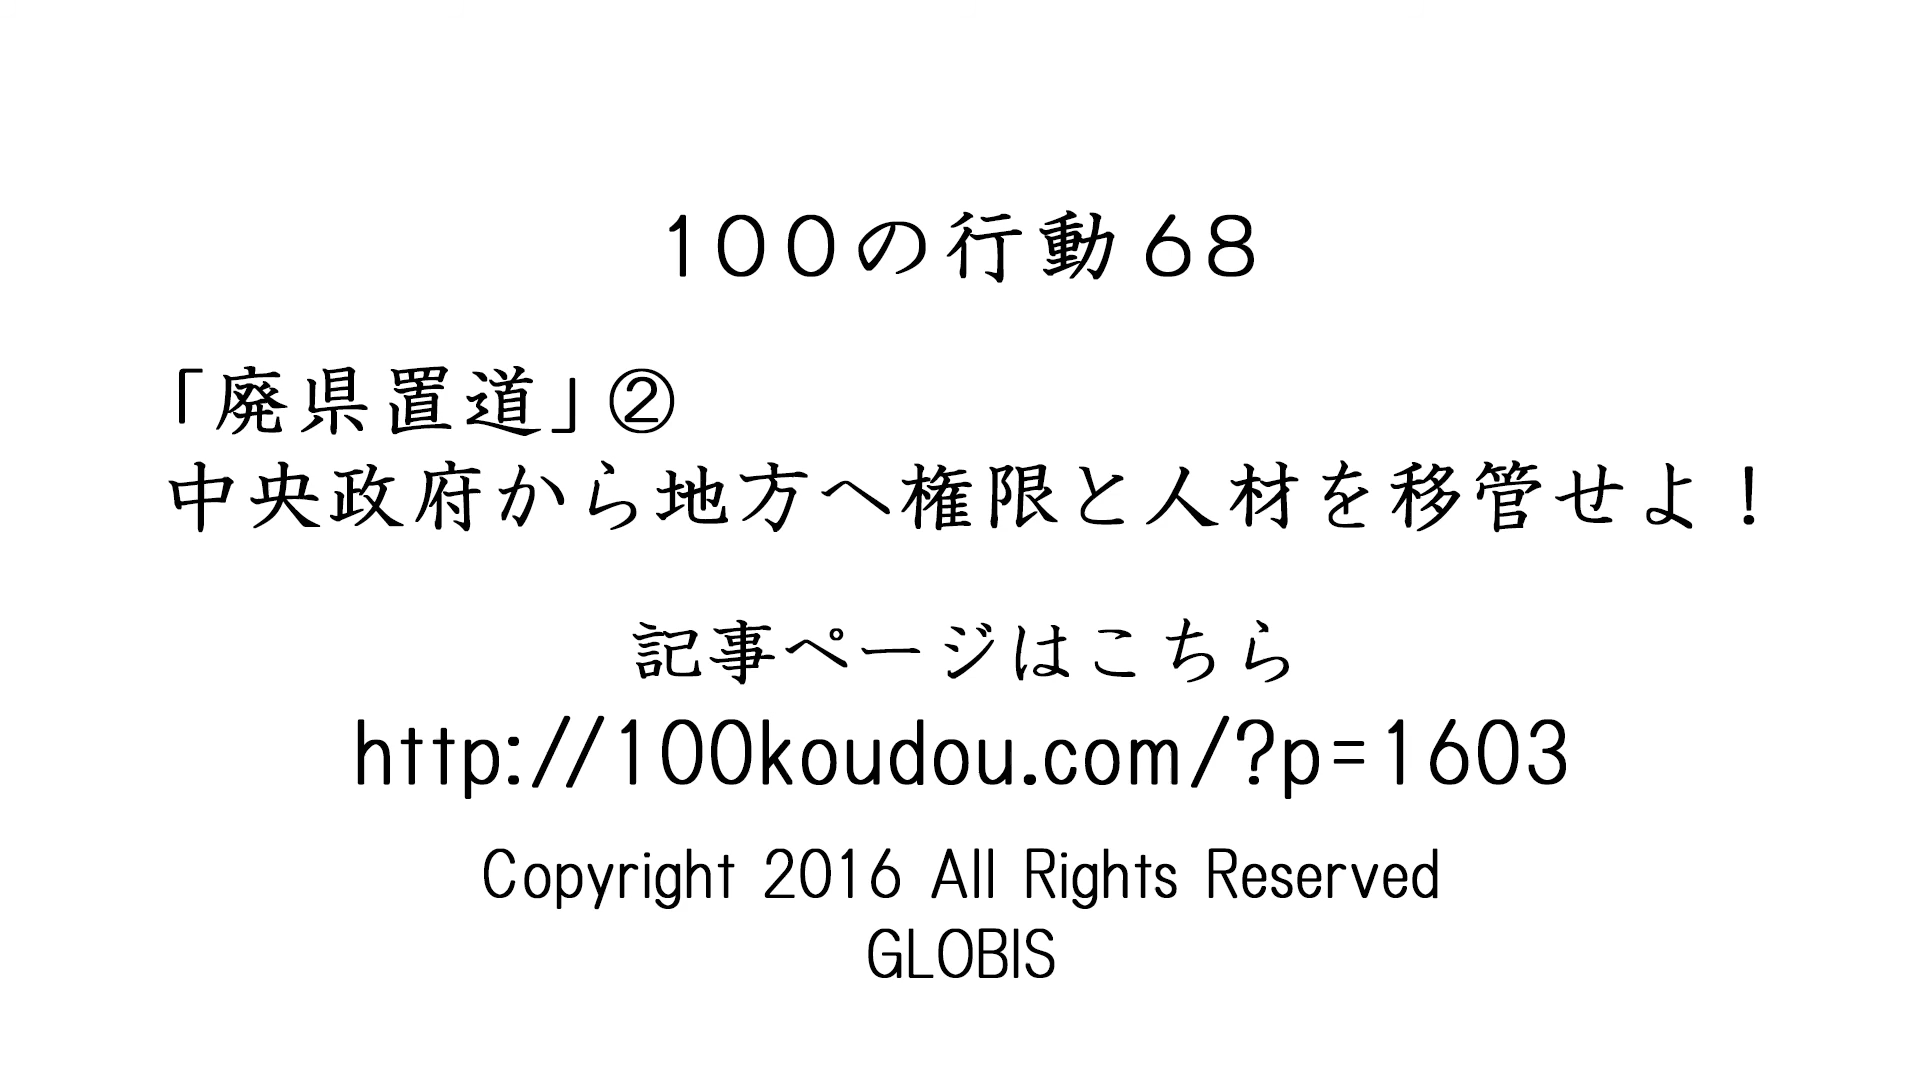 100の行動68
「廃県置道」②
中央政府から地方へ権限と人材を移管せよ！
記事ページはこちら
http://100koudou.com/?p=1603
Copyright 2016 All Rights Reserved
GLOBIS